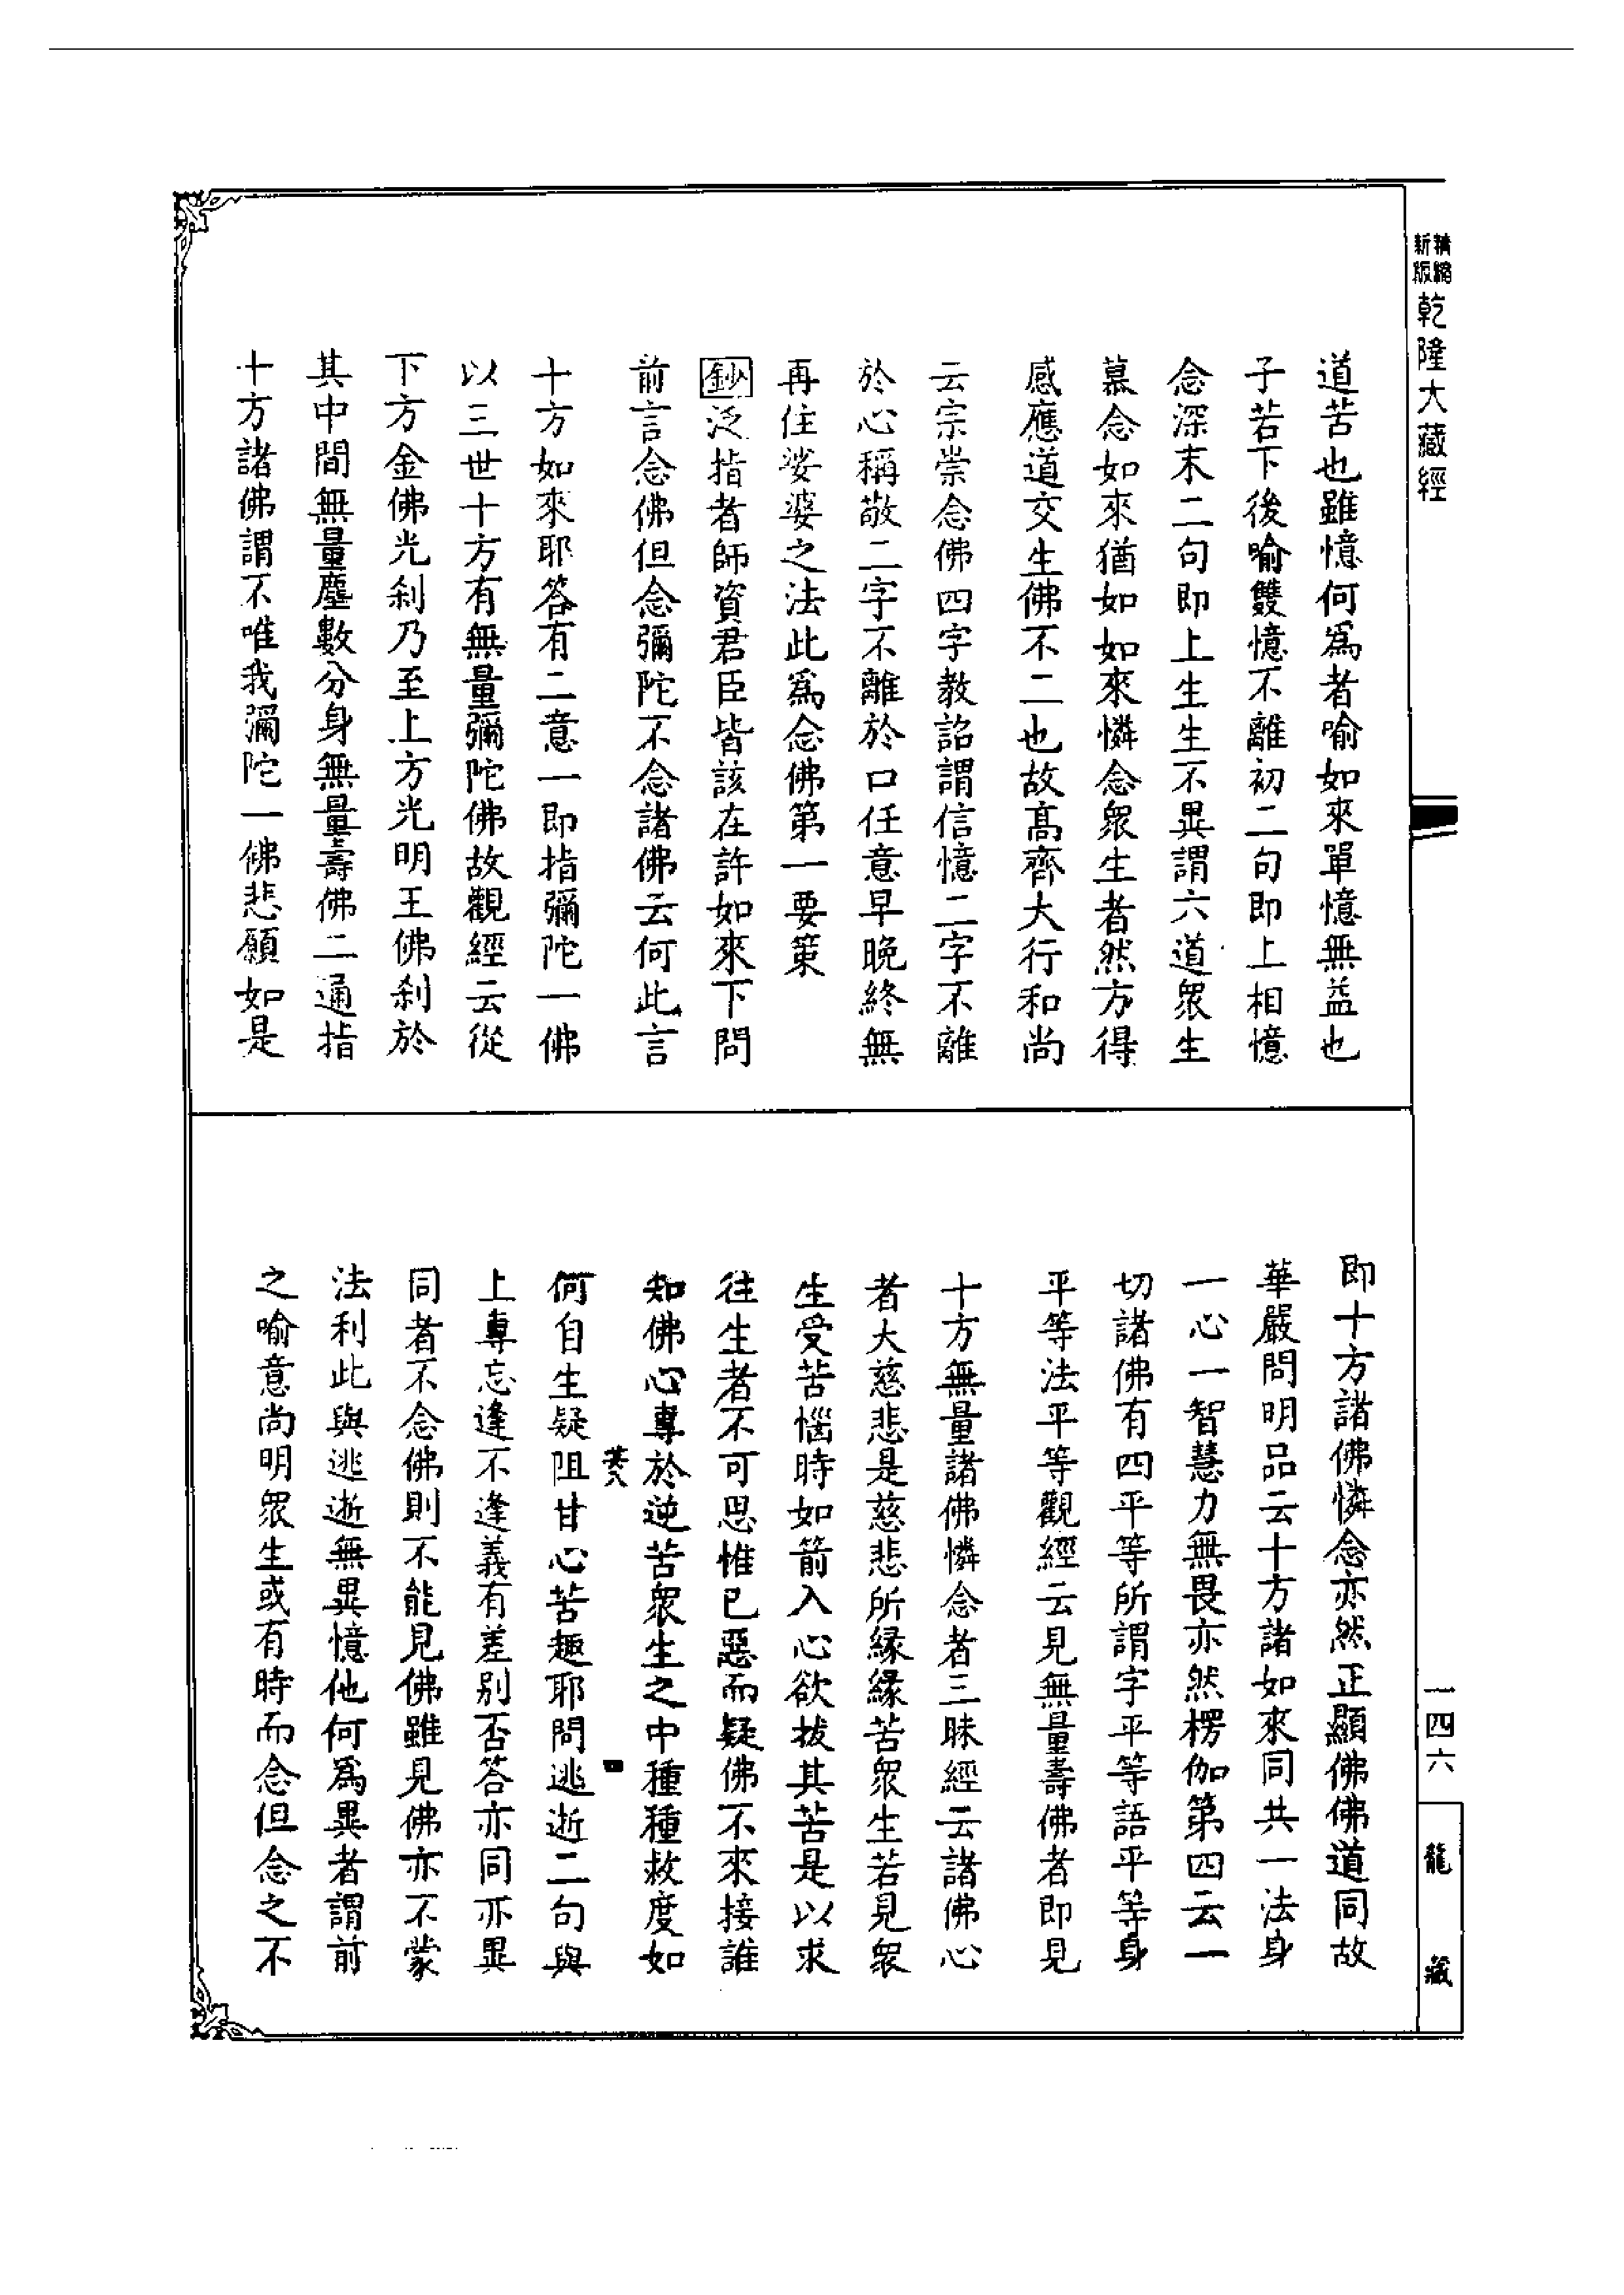 精縮
新版
乾隆大藏經
道苦也雖憶何爲者喻如來單憶無益也
子若下後喻雙憶不離初二句即上相憶
念深末二句即上生生不異謂六道衆生
慕念如來猶如如來憐念衆生者然方得
感應道交生佛不二也故高齊大行和尚
云宗崇念佛四字教詔謂信憶二字不離
於心稱敬二字不離於口任意早晚終無
再住娑婆之法此爲念佛第一要策
鈔泛指者師資君臣皆該在許如來下問
前言念佛但念彌陀不念諸佛云何此言
十方如來耶答有二意一即指彌陀一佛
以三世十方有無量彌陀佛故觀經云從
下方金佛光刹乃至上方光明王佛刹於
其中間無量塵數分身無量壽佛二通指
十方諸佛謂不唯我彌陀一佛悲願如是
即十方諸佛憐念亦然正顯佛佛道同故
華嚴問明品云十方諸如來同共一法身
一心一智慧力無畏亦然楞伽第四云一
切諸佛有四平等所謂字平等語平等身
平等法平等觀經云見無量壽佛者即見
十方無量諸佛憐念者三昧經云諸佛心
者大慈悲是慈悲所緣緣苦衆生若見衆
生受苦惱時如箭入心欲拔其苦是以求
往生者不可思惟已惡而疑佛不來接誰
知佛心專於逆苦衆生之中種種救度如
何自生疑阻甘心苦趣耶問逃逝二句與
上專忘逢不逢義有差别否答亦同亦異
同者不念佛則不能見佛雖見佛亦不蒙
法利此與逃逝無異憶他何爲異者謂前
之喻意尚明衆生或有時而念但念之不
一四六
龍藏